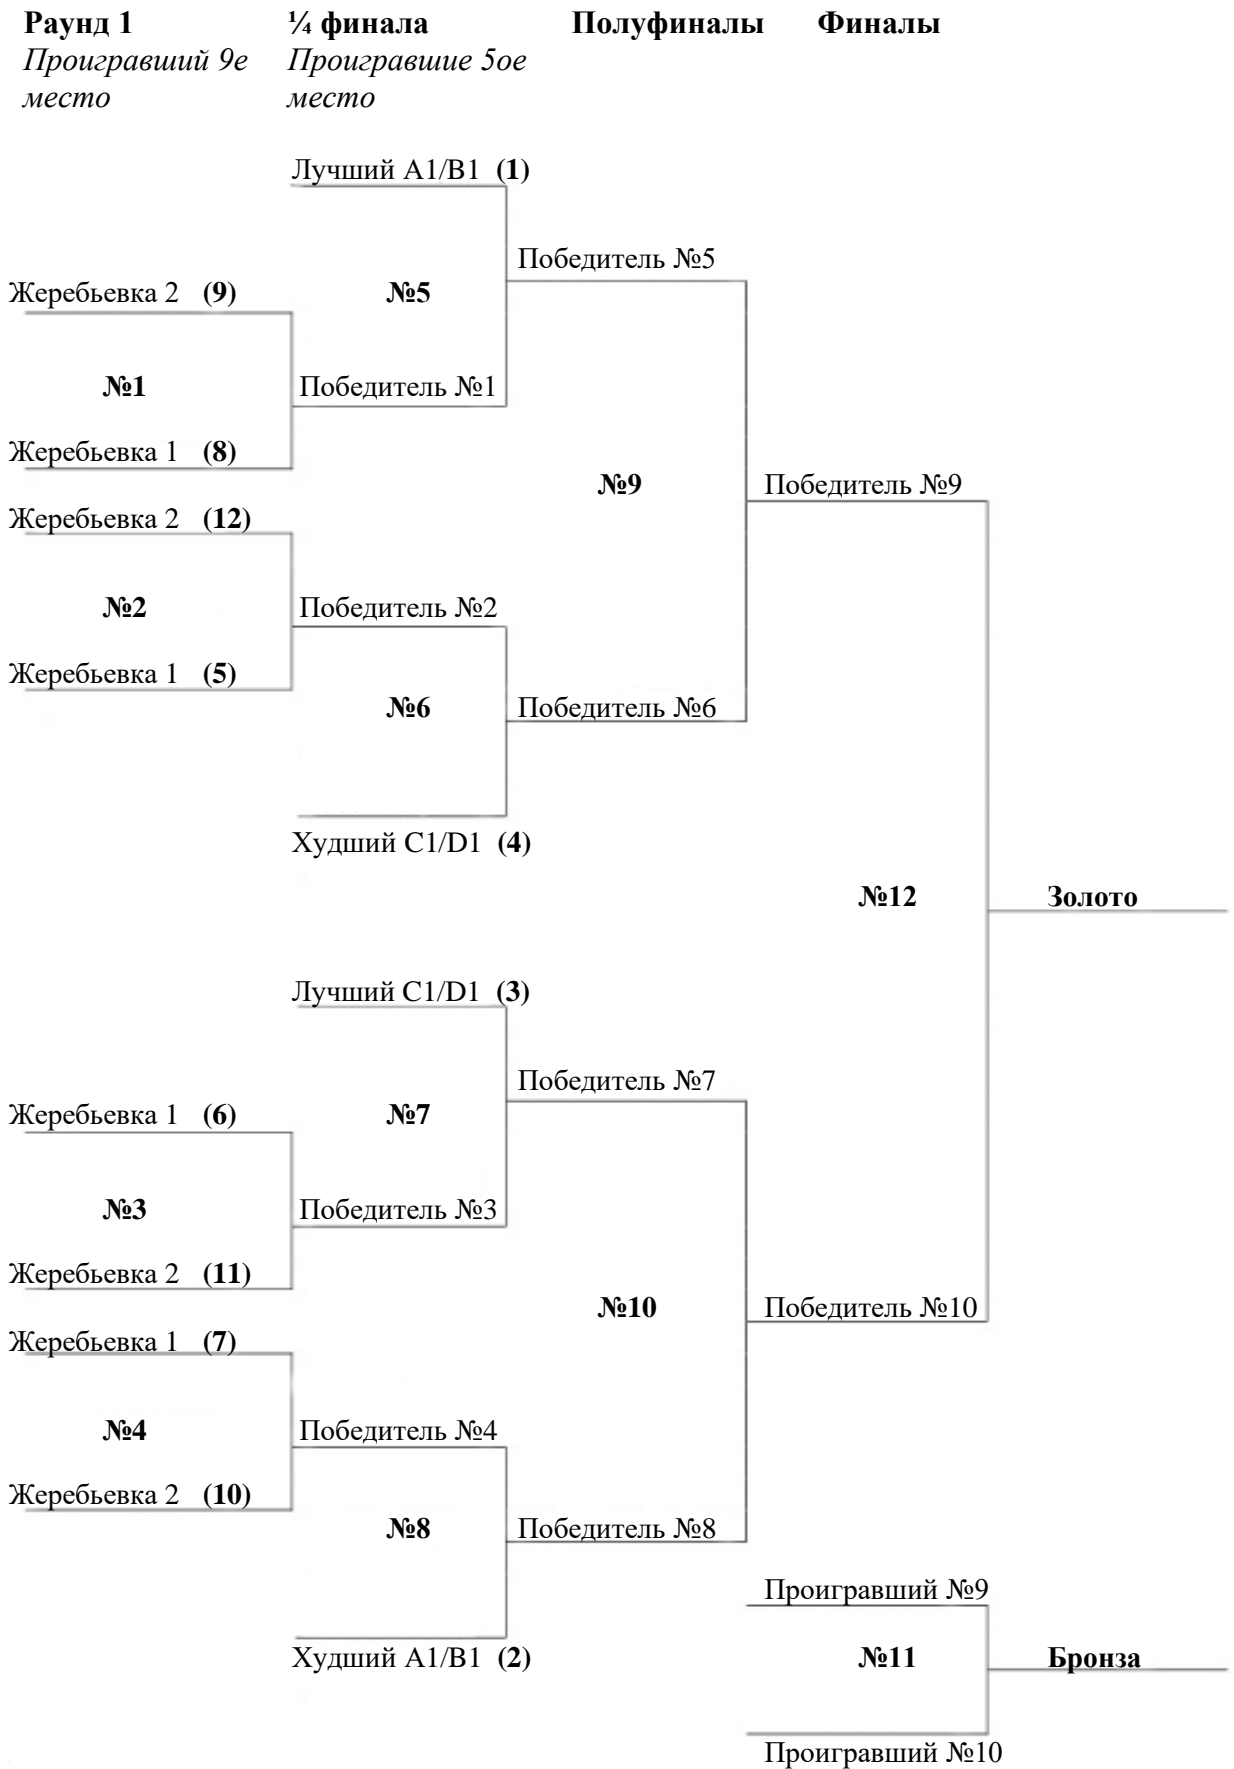 Раунд 1
¼ финала
Полуфиналы
Финалы
Проигравший 9е
место
Проигравшие 5ое
место
Лучший A1/B1 (1)
Победитель №5
Жеребьевка 2 (9)
№5
№1
Победитель №1
Жеребьевка 1 (8)
№9
Победитель №9
Жеребьевка 2 (12)
№2
Победитель №2
Жеребьевка 1 (5)
№6
Победитель №6
Худший C1/D1 (4)
№12
Золото
Лучший C1/D1 (3)
Победитель №7
Жеребьевка 1 (6)
№7
№3
Победитель №3
Жеребьевка 2 (11)
№10
Победитель №10
Жеребьевка 1 (7)
№4
Победитель №4
Жеребьевка 2 (10)
№8
Победитель №8
Проигравший №9
Худший A1/B1 (2)
№11
Бронза
Проигравший №10